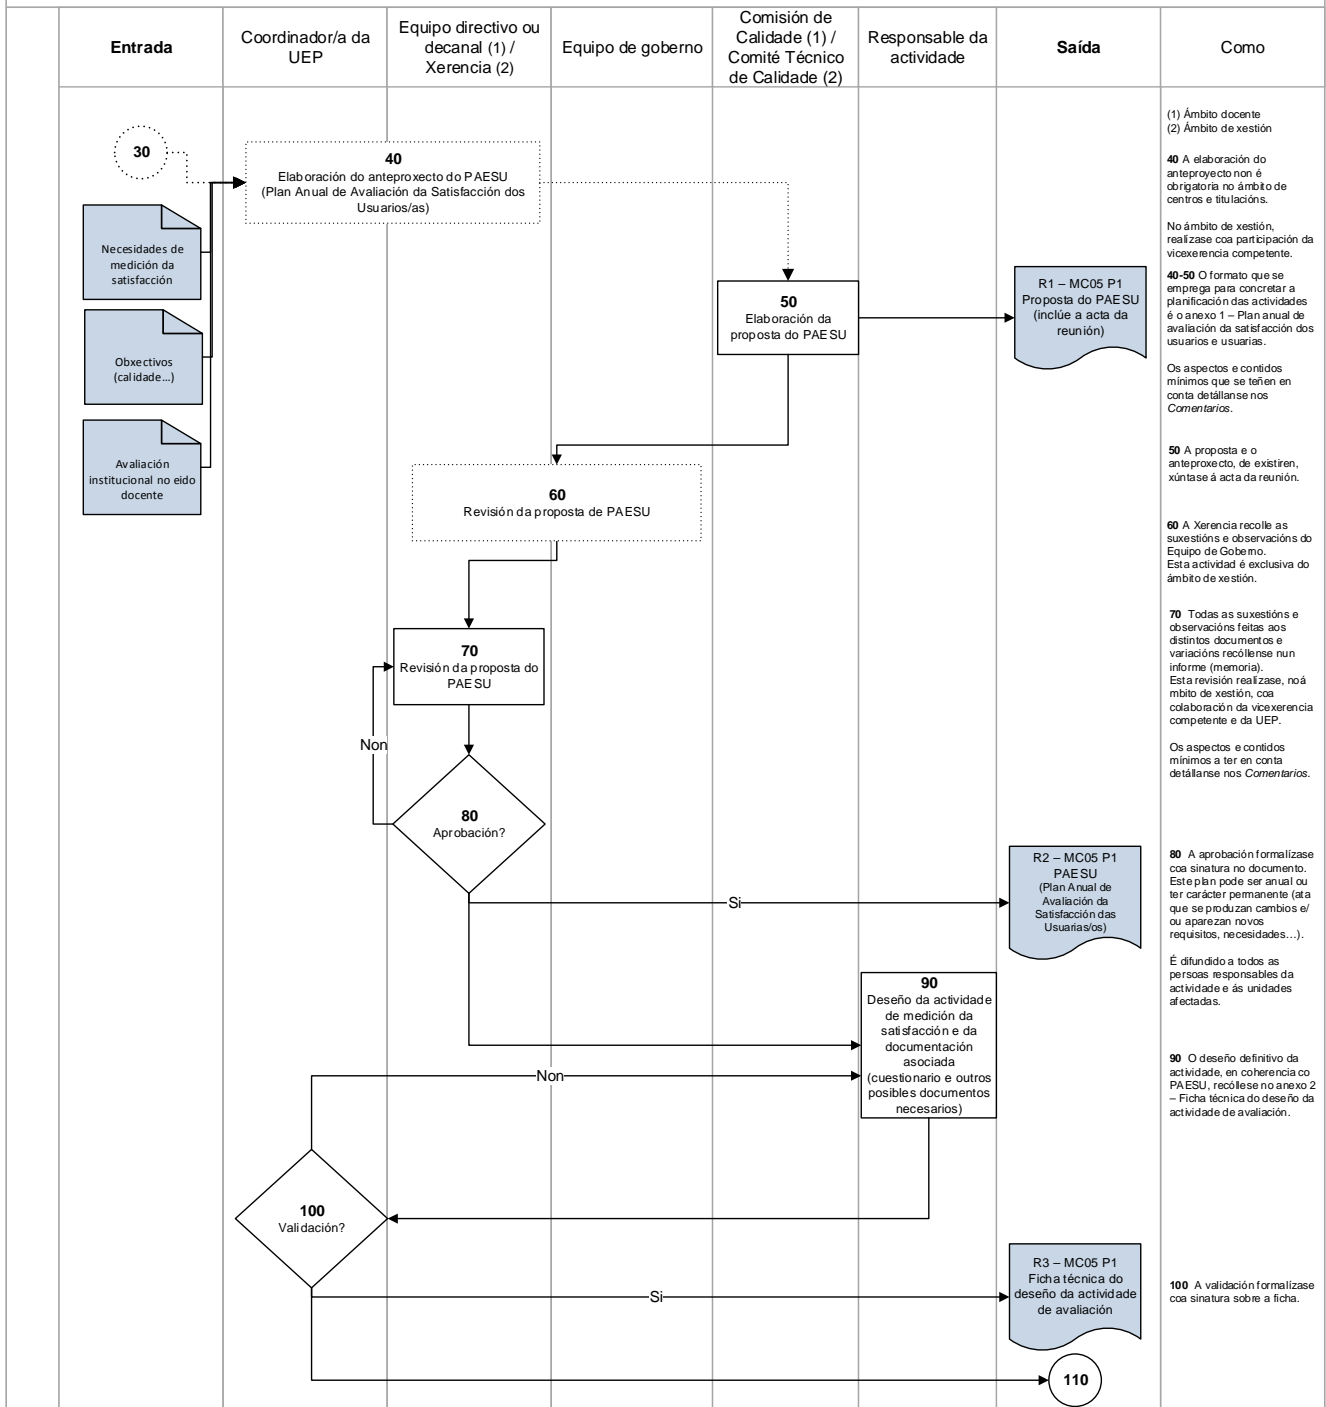 Entrada
Coordinador/a da
UEP
Equipo directivo ou
decanal (1) /
Xerencia (2)
Equipo de goberno
Comisión de
Calidade (1) /
Comité Técnico
de Calidade (2)
Responsable da
actividade
Saída
Como
30
Necesidades de
medición da
satisfacción
Obxectivos
(calidade...)
Avaliación
institucional no eido
docente
40
Elaboración do anteproxecto do PAESU
(Plan Anual de Avaliación da Satisfacción dos
Usuarios/as)
50
Elaboración da
proposta do PAESU
R1 – MC05 P1
Proposta do PAESU
(inclúe a acta da
reunión)
60
Revisión da proposta de PAESU
70
Revisión da proposta do
PAESU
Non
80
Aprobación?
Si
R2 – MC05 P1
PAESU
(Plan Anual de
Avaliación da
Satisfacción das
Usuarias/os)
90
Deseño da actividade
de medición da
satisfacción e da
documentación
asociada
(cuestionario e outros
posibles documentos
necesarios)
Non
100
Validación?
Si
R3 – MC05 P1
Ficha técnica do
deseño da actividade
de avaliación
110
(1) Ámbito docente
(2) Ámbito de xestión
40 A elaboración do
anteproyecto non é
obrigatoria no ámbito de
centros e titulacións.
No ámbito de xestión,
realízase coa participación da
vicexerencia competente.
40-50 O formato que se
emprega para concretar a
planificación das actividades
é o anexo 1 – Plan anual de
avaliación da satisfacción dos
usuarios e usuarias.
Os aspectos e contidos
mínimos que se teñen en
conta detállanse nos
Comentarios.
50 A proposta e o
anteproxecto, de existiren,
xúntase á acta da reunión.
60 A Xerencia recolle as
suxestións e observacións do
Equipo de Goberno.
Esta actividad é exclusiva do
ámbito de xestión.
70 Todas as suxestións e
observacións feitas aos
distintos documentos e
variacións recóllense nun
informe (memoria).
Esta revisión realízase, noá
mbito de xestión, coa
colaboración da vicexerencia
competente e da UEP.
Os aspectos e contidos
mínimos a ter en conta
detállanse nos Comentarios.
80 A aprobación formalízase
coa sinatura no documento.
Este plan pode ser anual ou
ter carácter permanente (ata
que se produzan cambios e/
ou aparezan novos
requisitos, necesidades...).
É difundido a todos as
persoas responsables da
actividade e ás unidades
afectadas.
90 O deseño definitivo da
actividade, en coherencia co
PAESU, recóllese no anexo 2
– Ficha técnica do deseño da
actividade de avaliación.
100 A validación formalízase
coa sinatura sobre a ficha.